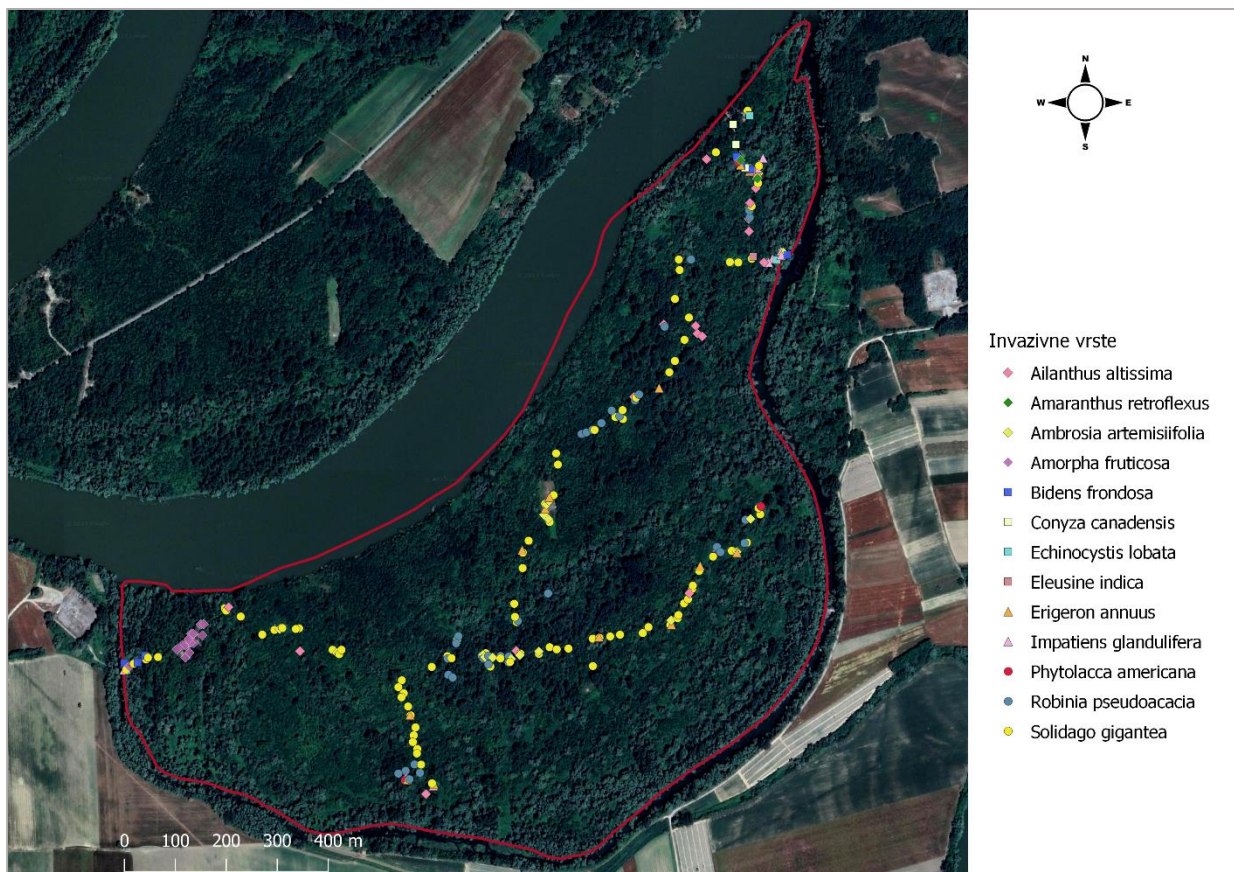 N
W E
S
Invazivne vrste
Ailanthus altissima
Amaranthus retroflexus
Ambrosia artemisiifolia
Amorpha fruticosa
Bidens frondosa
Conyza canadensis
Echinocystis lobata
Eleusine indica
Erigeron annuus
Impatiens glandulifera
Phytolacca americana
Robinia pseudoacacia
Solidago gigantea
0 100 200 300 400 m